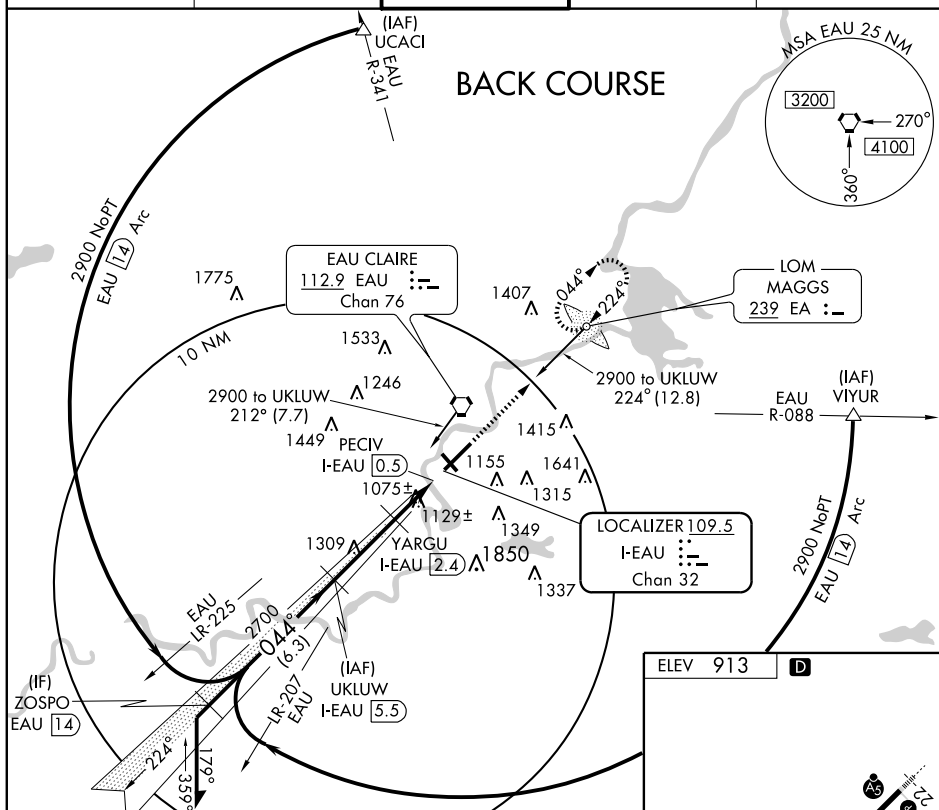 (IAF)
UCACI
EAU
R-341
BACK COURSE
MSA EAU 25 NM
3200
270°
4100
360°
2900 NoPT
EAU 14 Arc
1775
EAU CLAIRE
112.9 EAU
Chan 76
1407
044°
224°
LOM
MAGGS
239 EA
10 NM
1533
1246
2900 to UKLUW
212° (7.7)
1449
2900 to UKLUW
224° (12.8)
EAU
R-088
(IAF)
VIYUR
PECIV
I-EAU 0.5
1415
1155
1641
1315
1075±
1129±
1349
LOCALIZER 109.5
I-EAU
Chan 32
1309
YARGU
I-EAU 2.4
1850
1337
2900 NoPT
EAU 14 Arc
EAU
LR-225
2700
044°
(6.3)
(IAF)
UKLUW
I-EAU 5.5
LR-207
EAU
(IF)
ZOSPO
EAU 14
224°
359°
179°
ELEV 913 D
A5
22